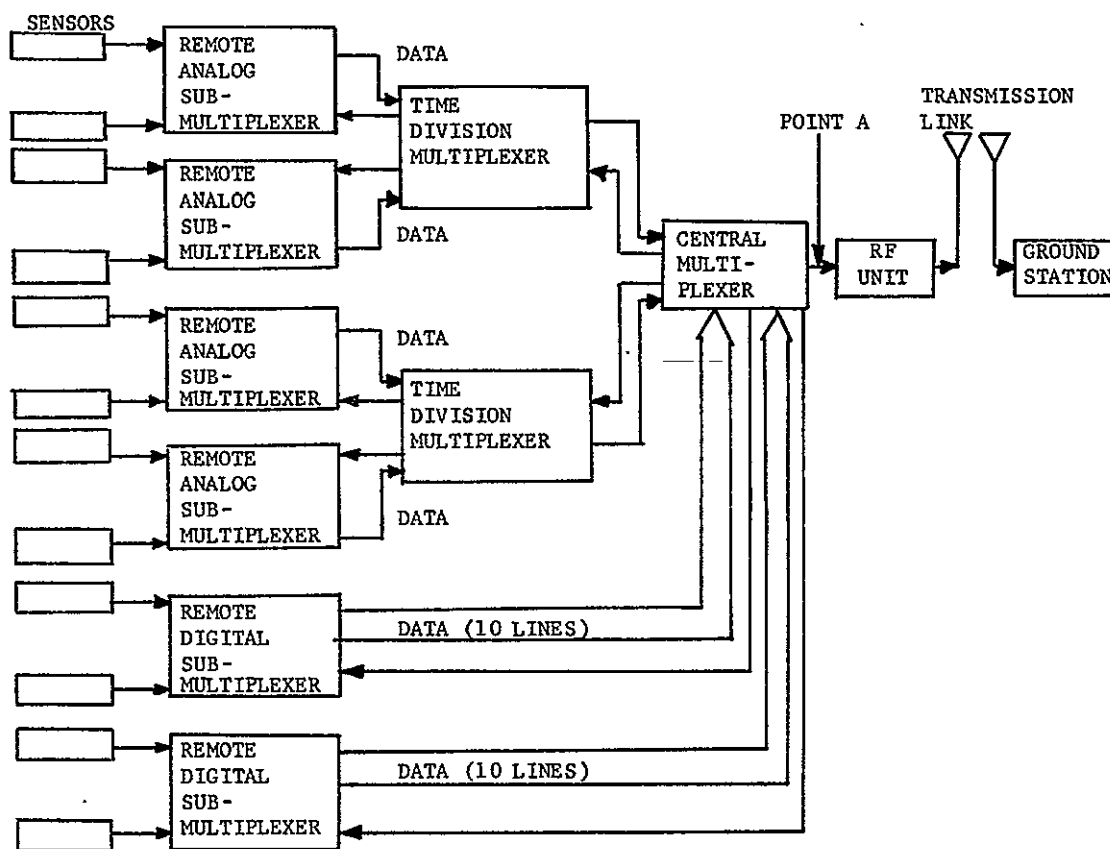 SENSORS
REMOTE
ANALOG
SUB-
MULTIPLEXER
DATA
TIME
DIVISION
MULTIPLEXER
REMOTE
ANALOG
SUB-
MULTIPLEXER
DATA
POINT A
TRANSMISSION
LINK
CENTRAL
MULTI-
PLEXER
RF
UNIT
GROUND
STATION
REMOTE
ANALOG
SUB-
MULTIPLEXER
DATA
TIME
DIVISION
MULTIPLEXER
REMOTE
ANALOG
SUB-
MULTIPLEXER
DATA
REMOTE
DIGITAL
SUB-
MULTIPLEXER
DATA (10 LINES)
REMOTE
DIGITAL
SUB-
MULTIPLEXER
DATA (10 LINES)